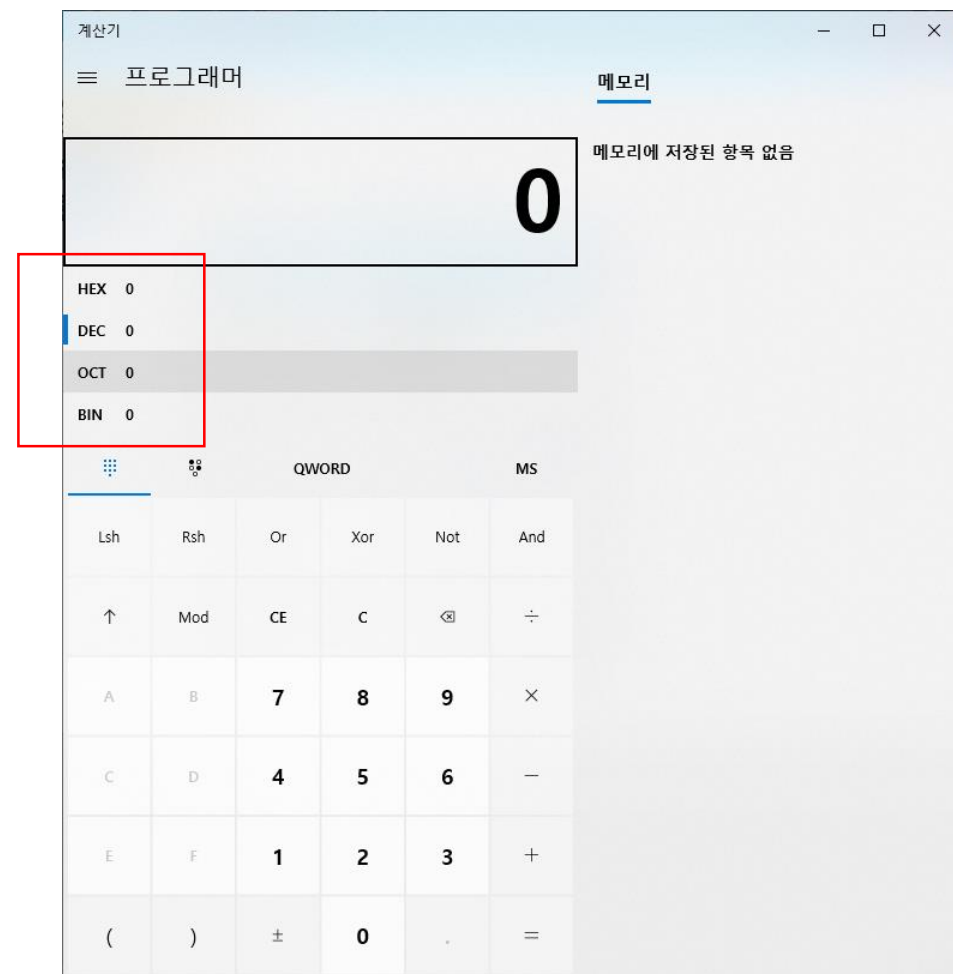 계산기
프로그래머
메모리
메모리에 저장된 항목 없음
0
HEX 0
DEC 0
OCT 0
BIN 0
QWORD MS
Lsh Rsh Or Xor Not And
↑ Mod CE C ⌫ ÷
A B 7 8 9 ×
C D 4 5 6 −
E F 1 2 3 +
( ) ± 0 . =